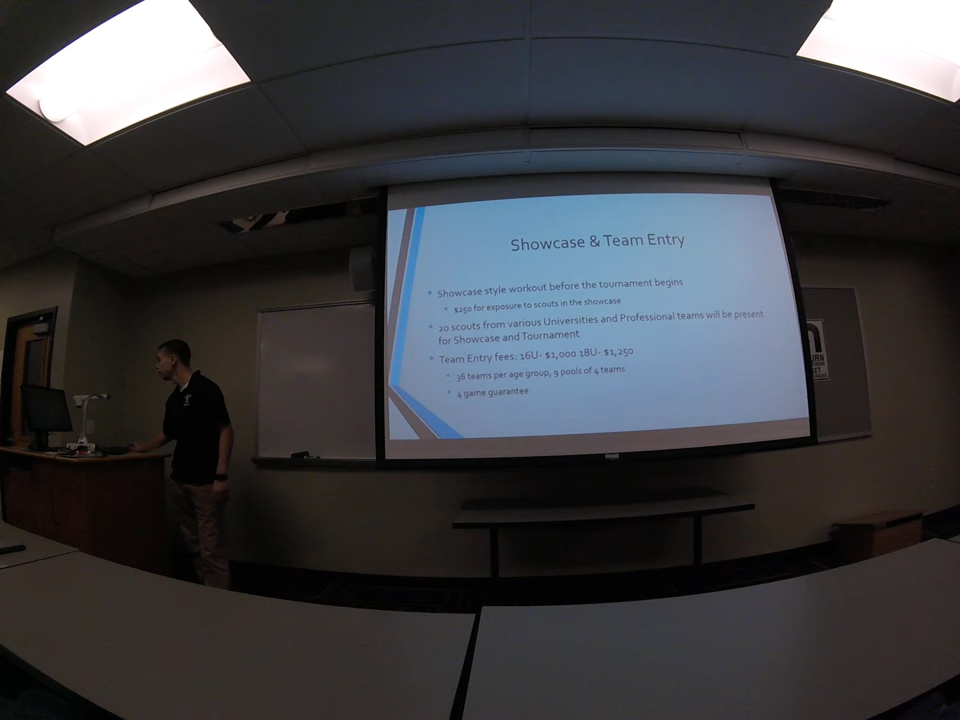 Showcase & Team Entry
Showcase style workout before the tournament begins
$250 for exposure to scouts in the showcase
20 scouts from various Universities and Professional teams will be present
for Showcase and Tournament
Team Entry fees: 16U- $1,000 18U- $1,250
36 teams per age group, 9 pools of 4 teams
4 game guarantee